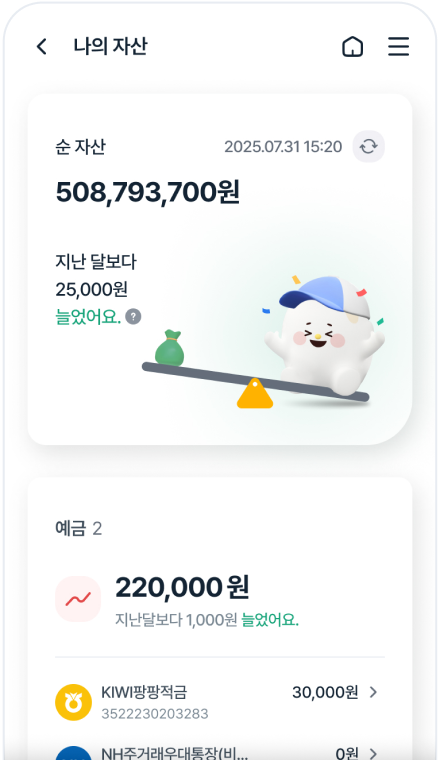 나의 자산
순 자산 2025.07.31 15:20
508,793,700원
지난 달보다
25,000원
늘었어요. ?
예금 2
220,000 원
지난달보다 1,000원 늘었어요.
KIWI팡팡적금 30,000원
3522230203283
NH주거래우대통장(비... 0원